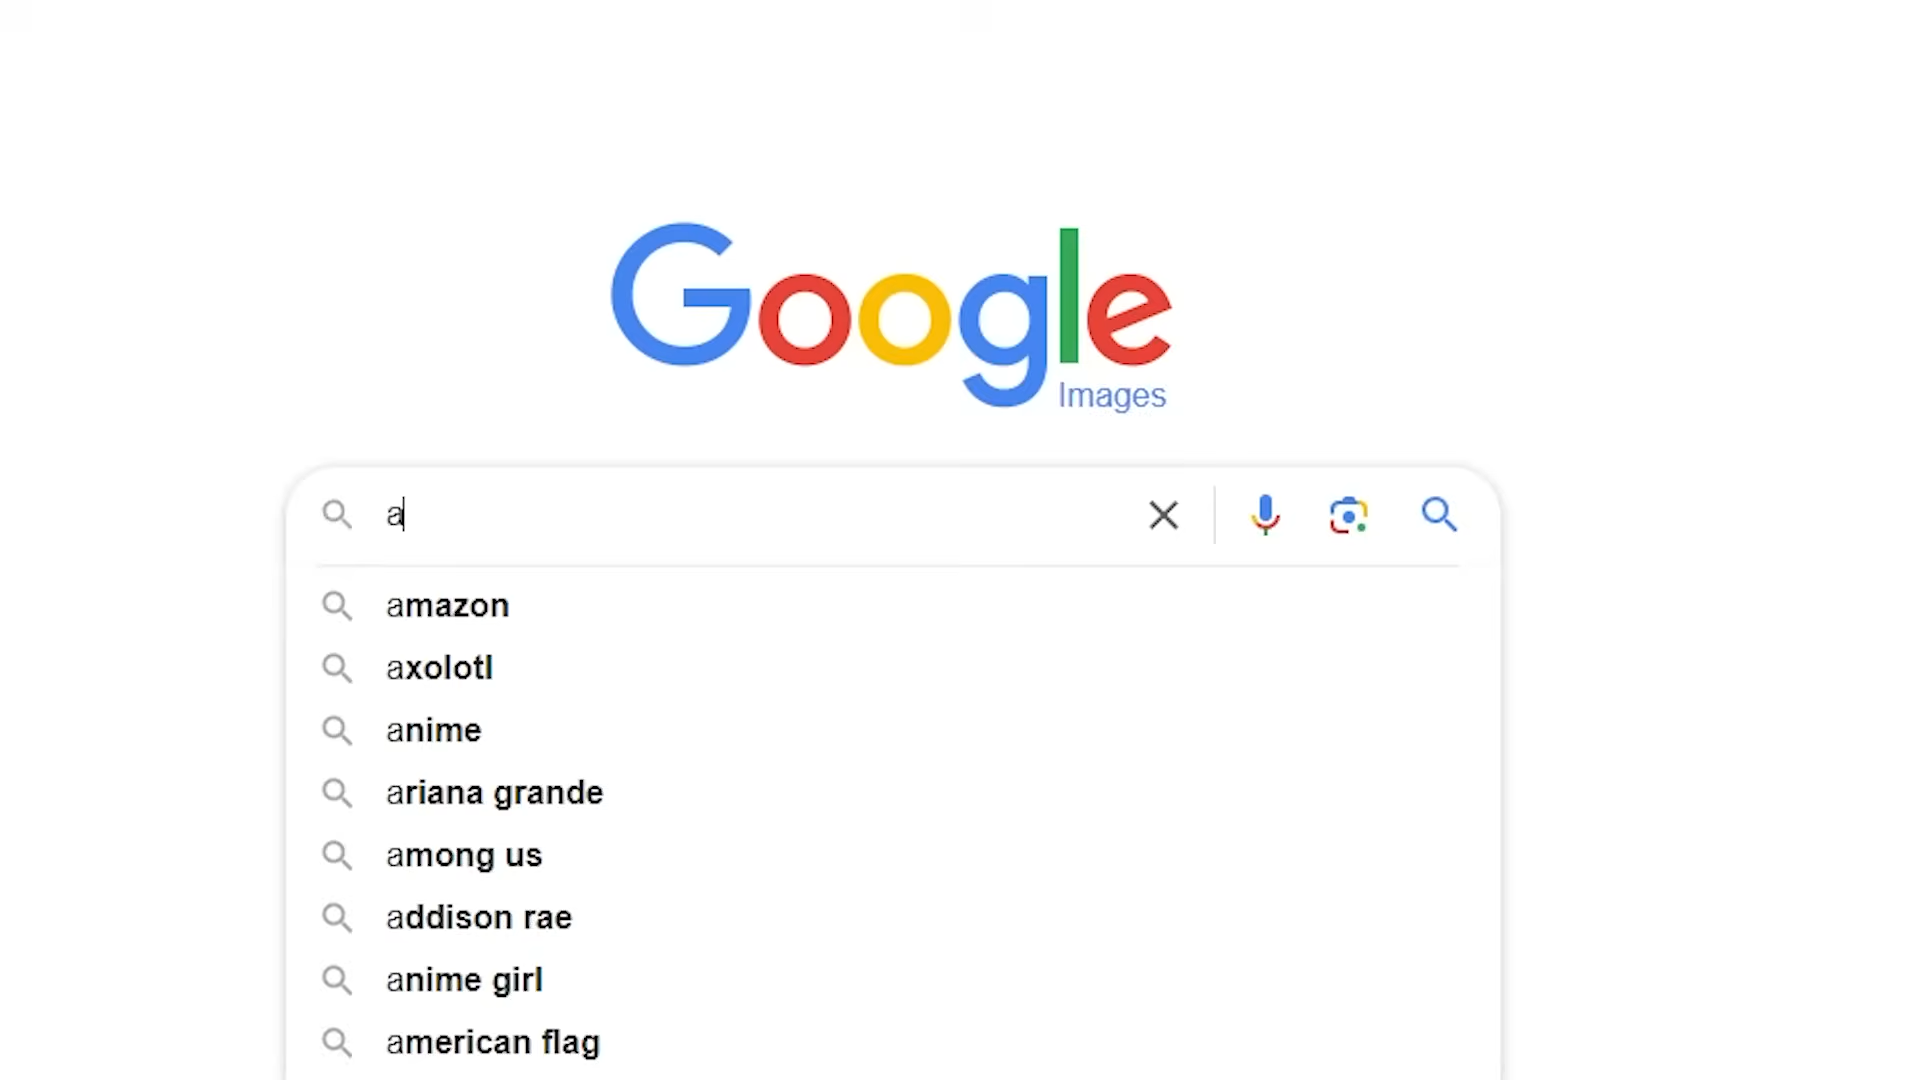 Google
Images
a
amazon
axolotl
anime
ariana grande
among us
addison rae
anime girl
american flag